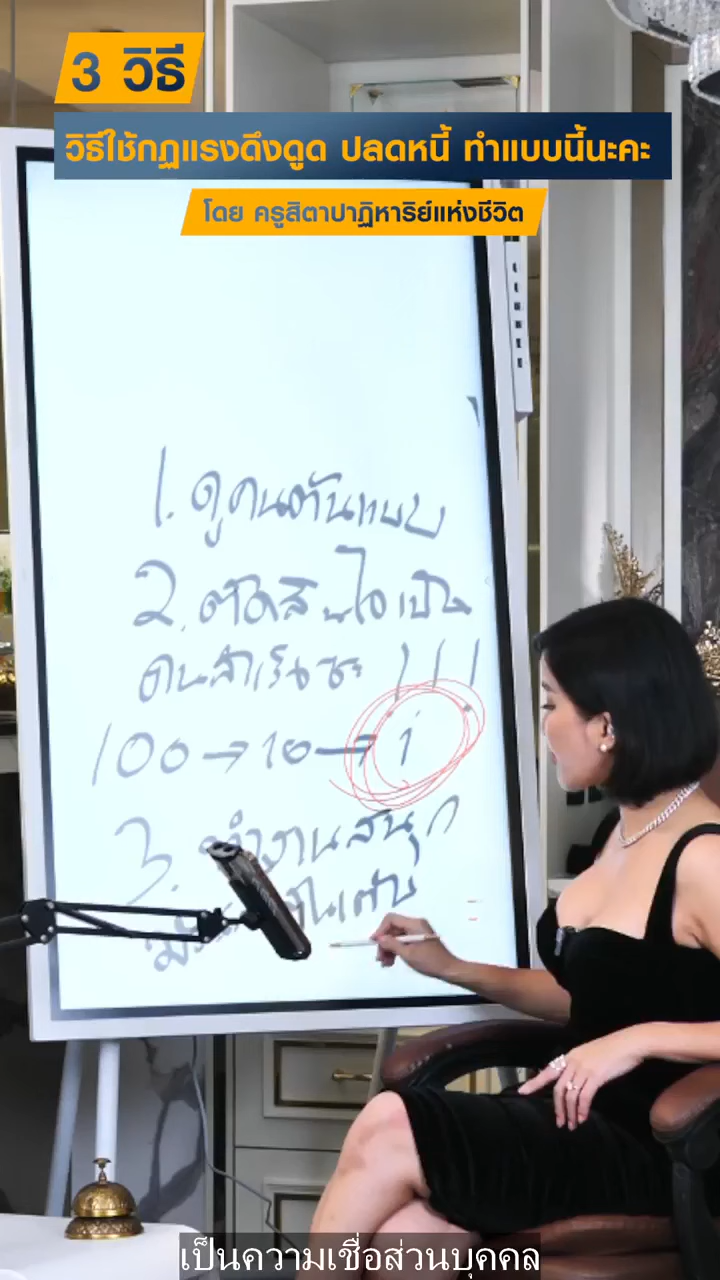 3 วิธี
วิธีใช้กฏแรงดึงดูด ปลดหนี้ ทำแบบนี้นะคะ
โดย ครูสิตาปาฏิหาริย์แห่งชีวิต
1. ดูคนต้นแบบ
2. ตัดสินใจเป็น
คนสำเร็จซะ !!!
100→10→1
3. ทำงานสนุก
เป็นความเชื่อส่วนบุคคล